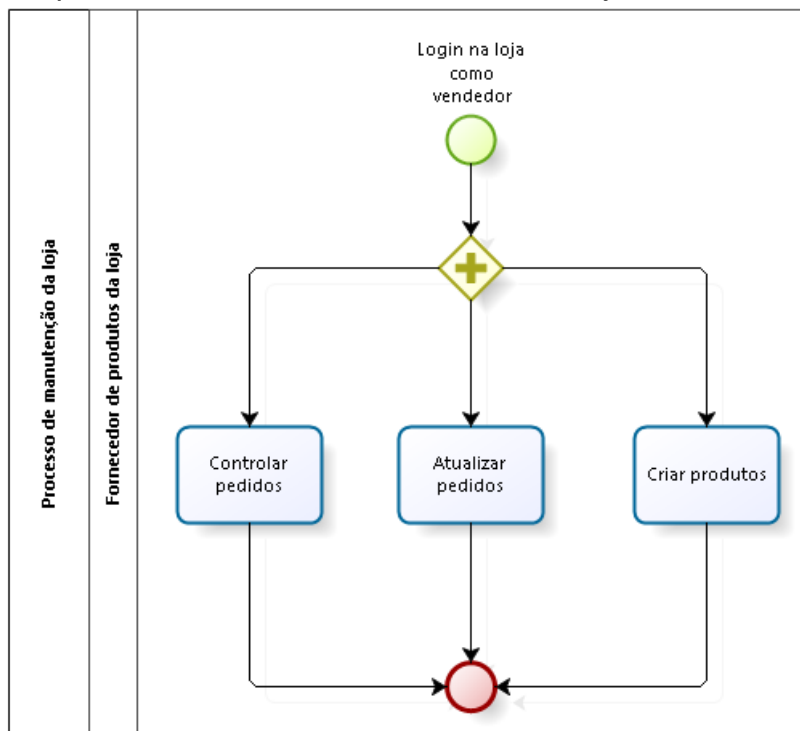 Processo de manutenção da loja
Fornecedor de produtos da loja
Login na loja
como
vendedor
Controlar
pedidos
Atualizar
pedidos
Criar produtos